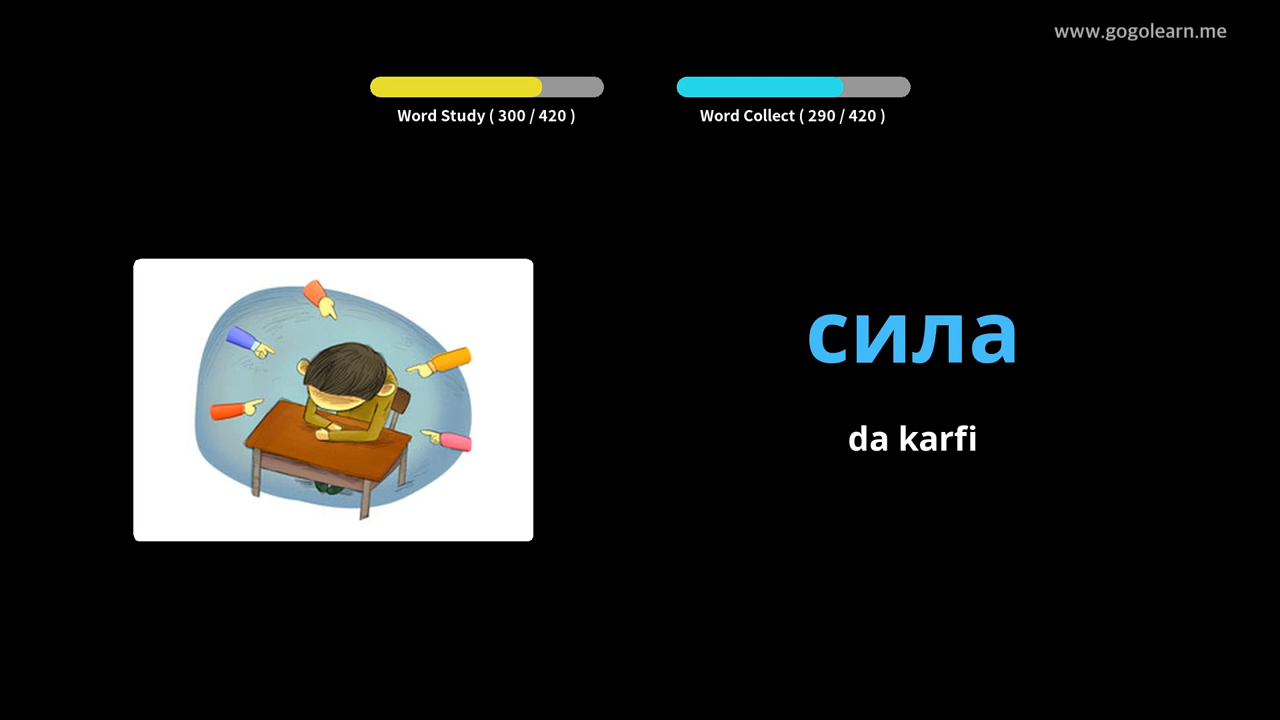 www.gogolearn.me
Word Study ( 300 / 420 )
Word Collect ( 290 / 420 )
сила
da karfi